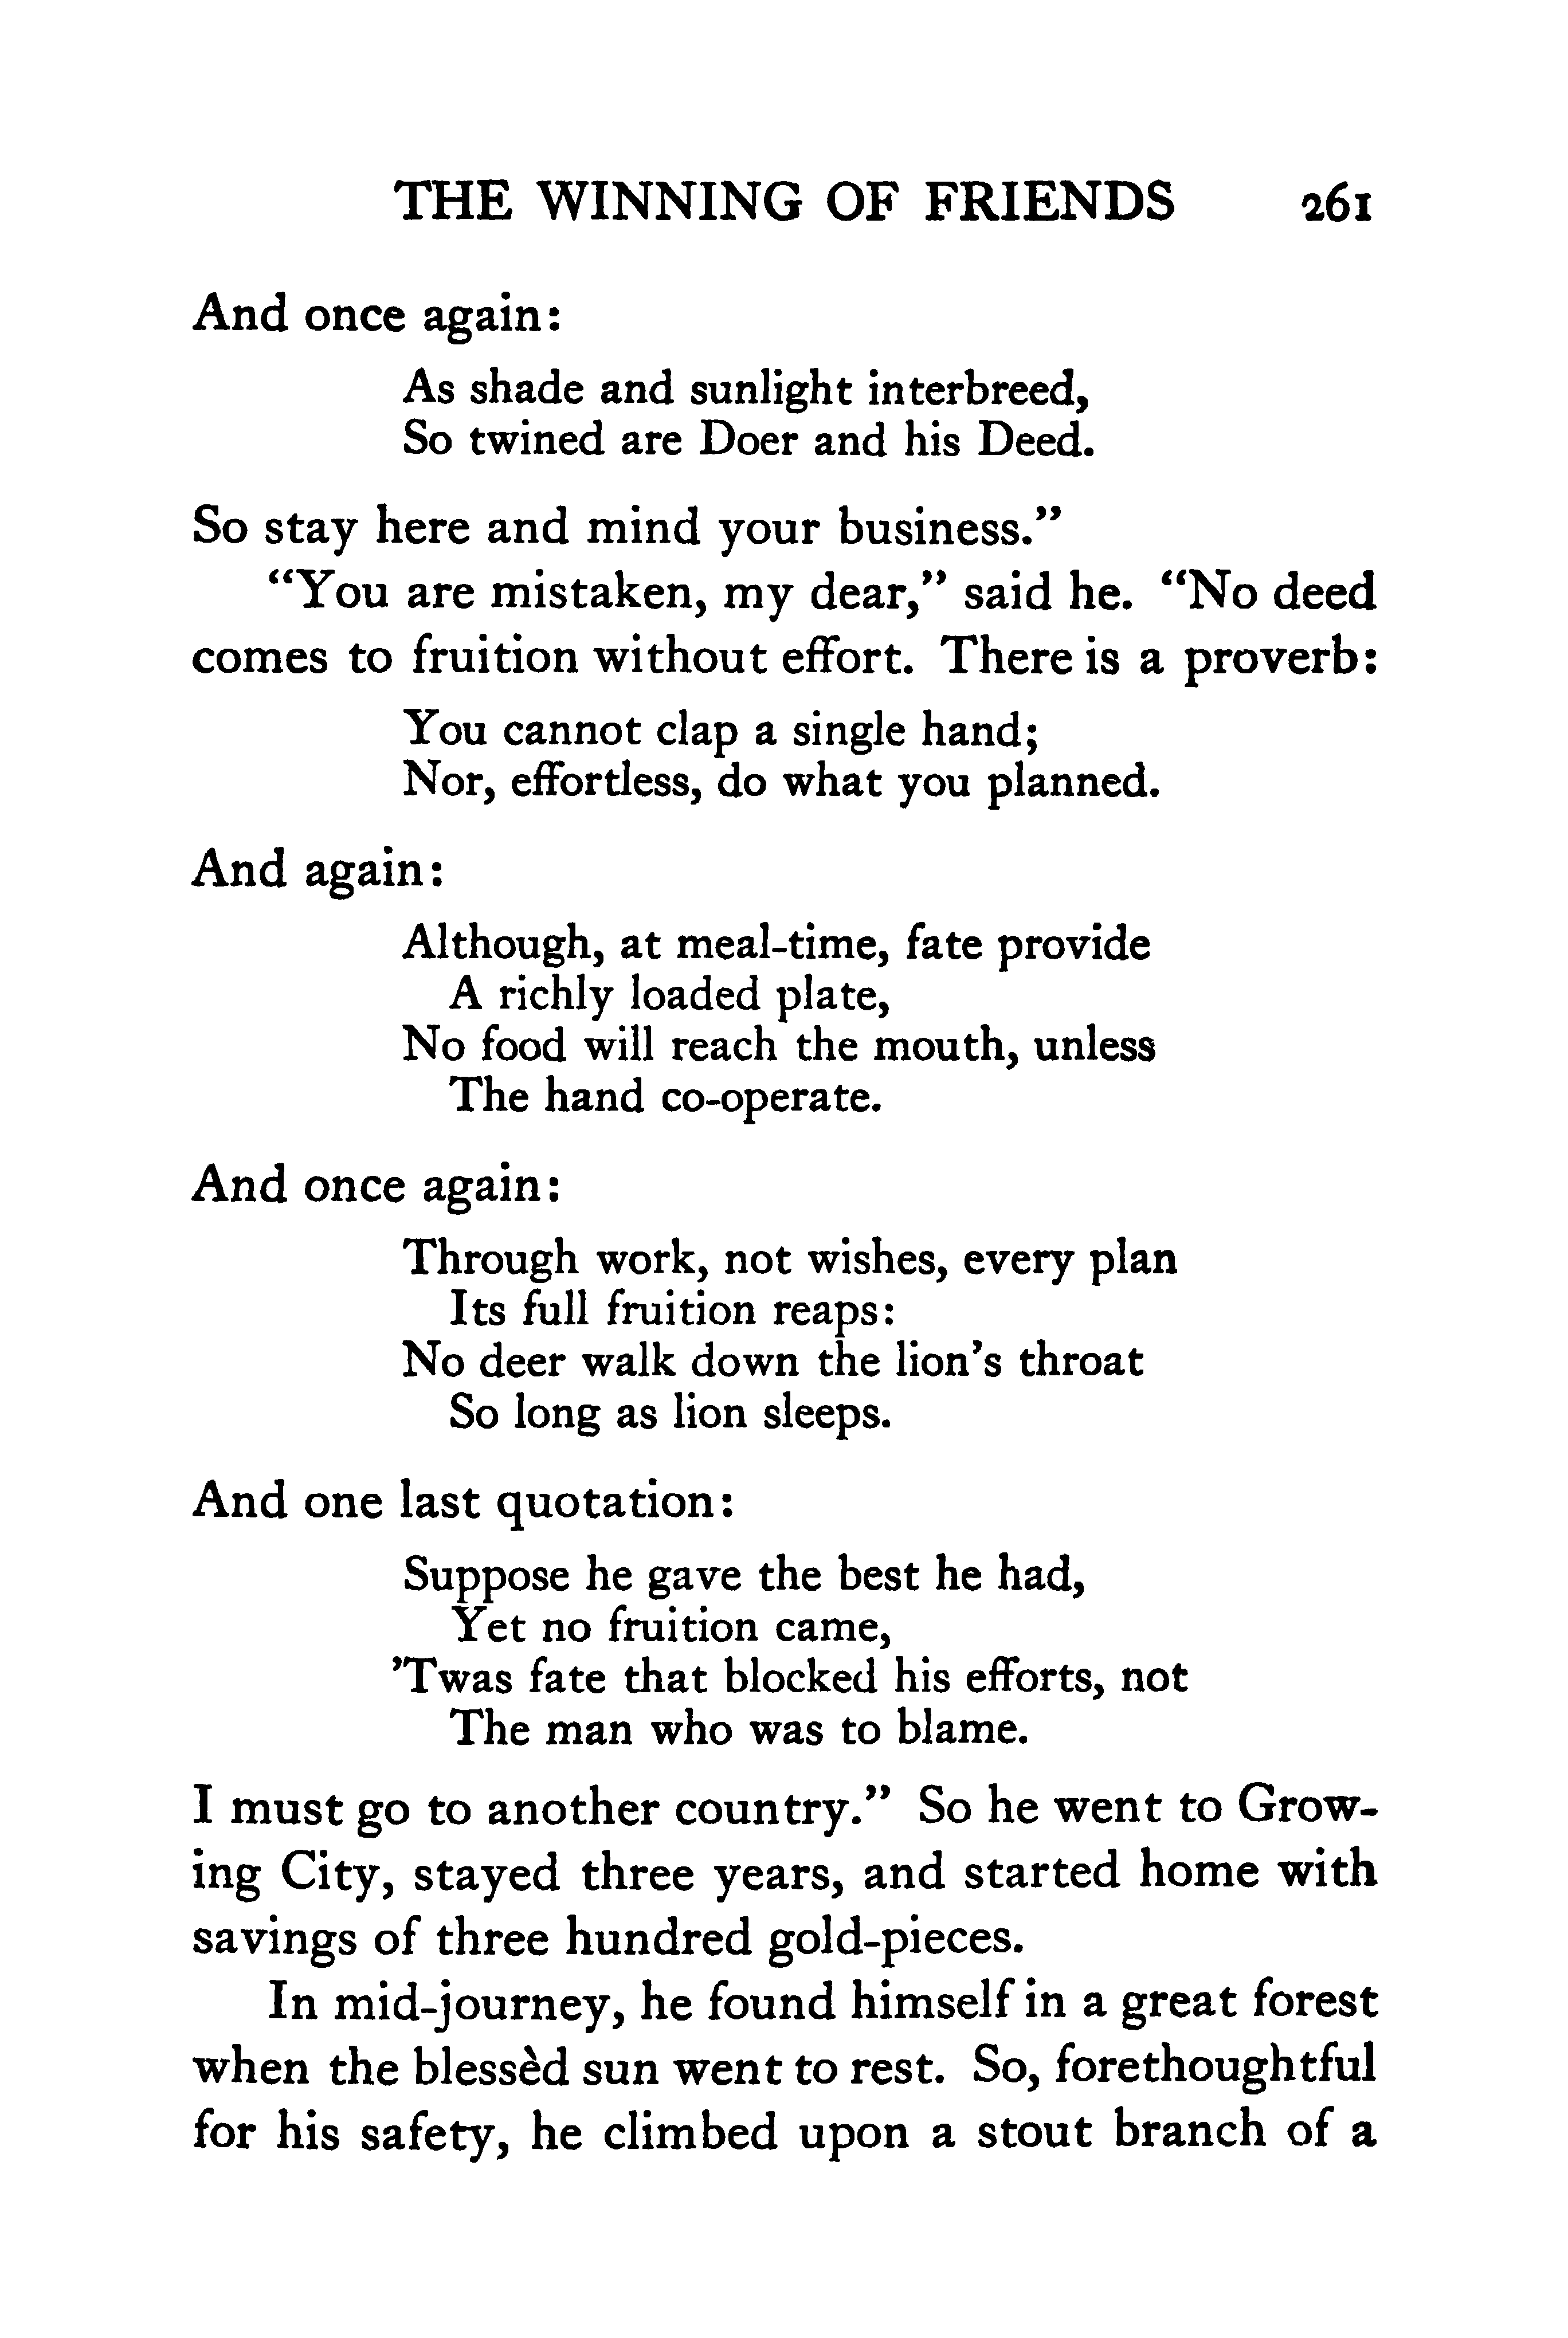 THE WINNING OF FRIENDS 261
And once again:
As shade and sunlight interbreed,
So twined are Doer and his Deed.
So stay here and mind your business.”
“You are mistaken, my dear,” said he. “No deed
comes to fruition without effort. There is a proverb:
You cannot clap a single hand;
Nor, effortless, do what you planned.
And again:
Although, at meal-time, fate provide
A richly loaded plate,
No food will reach the mouth, unless
The hand co-operate.
And once again:
Through work, not wishes, every plan
Its full fruition reaps:
No deer walk down the lion’s throat
So long as lion sleeps.
And one last quotation:
Suppose he gave the best he had,
Yet no fruition came,
’Twas fate that blocked his efforts, not
The man who was to blame.
I must go to another country.” So he went to Grow-
ing City, stayed three years, and started home with
savings of three hundred gold-pieces.
In mid-journey, he found himself in a great forest
when the blessèd sun went to rest. So, forethoughtful
for his safety, he climbed upon a stout branch of a